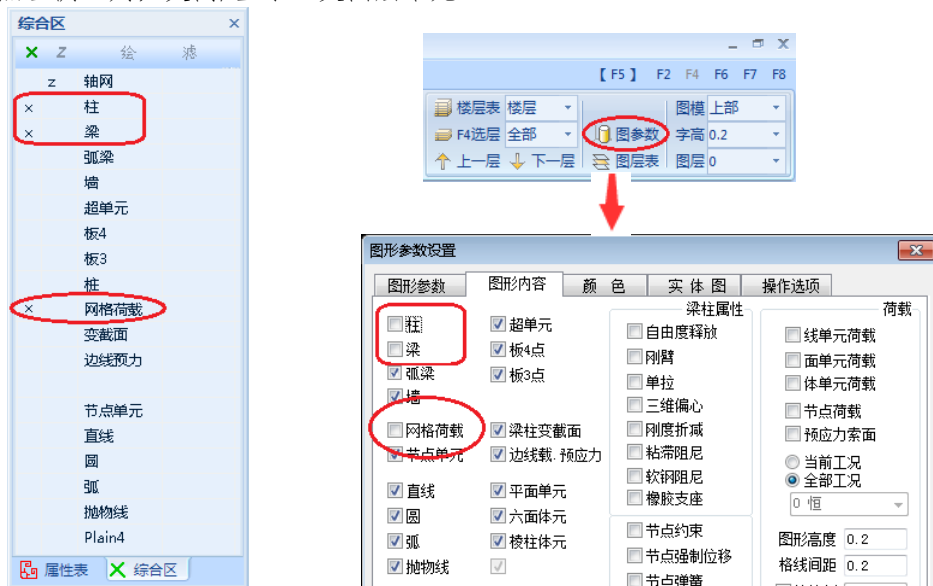 综合区 ×
× Z 绘 滤
z 轴网
× 柱
× 梁
弧梁
墙
超单元
板4
板3
桩
× 网格荷载
变截面
边线预力
节点单元
直线
圆
弧
抛物线
Plain4
属性表 综合区
【F5】 F2 F4 F6 F7 F8
楼层表 楼层 图模 上部
F4选层 全部 图参数 字高 0.2
上一层 下一层 图层表 图层 0
图形参数设置
图形参数 图形内容 颜 色 实 体 图 操作选项
梁柱属性 荷载
柱 超单元 自由度释放 线单元荷载
梁 板4点 刚臂 面单元荷载
弧梁 板3点 单拉 体单元荷载
墙 三维偏心 节点荷载
网格荷载 梁柱变截面 刚度折减 预应力索面
节点单元 边线载.预应力 粘滞阻尼 当前工况
软钢阻尼 全部工况
直线 平面单元 橡胶支座 0 恒
圆 六面体元
弧 棱柱体元 节点约束 图形高度 0.2
抛物线 节点强制位移 格线间距 0.2
节点弹簧